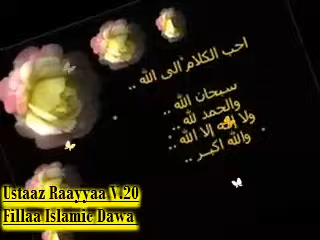 احب الكلام الى الله ..
سبحان الله ..
والحمد لله ..
ولا إله إلا الله ..
والله اكبر ..
Ustaaz Raayyaa V.20
Fillaa Islamic Dawa